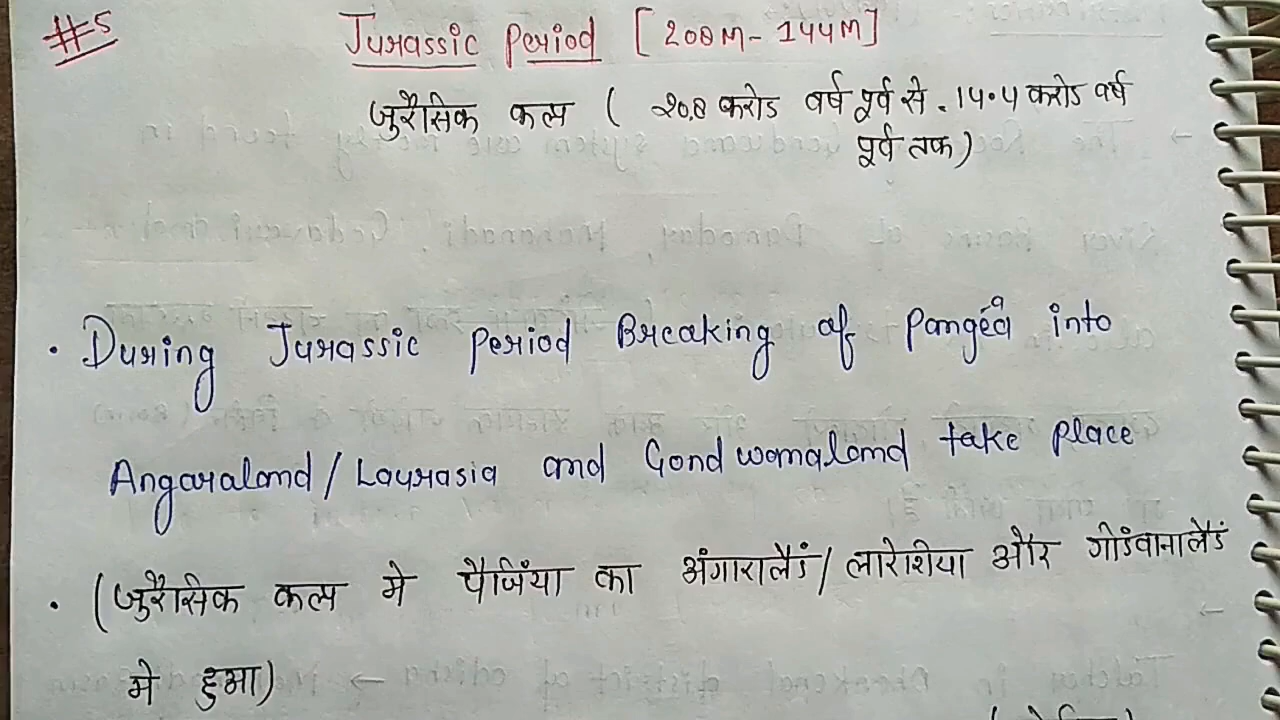 #5
Jurassic Period [208M - 144M]
जुरैसिक कल्प ( 20.8 करोड वर्ष पूर्व से . 14.4 करोड वर्ष
पूर्व तक)
• During Jurassic Period Breaking of Pangea into
Angaraland / Laurasia and Gondwanaland take place
• (जुरैसिक कल्प मे पैंजिया का अंगारालैंड / लारेशिया और गोंडवानालैंड
मे हुआ)